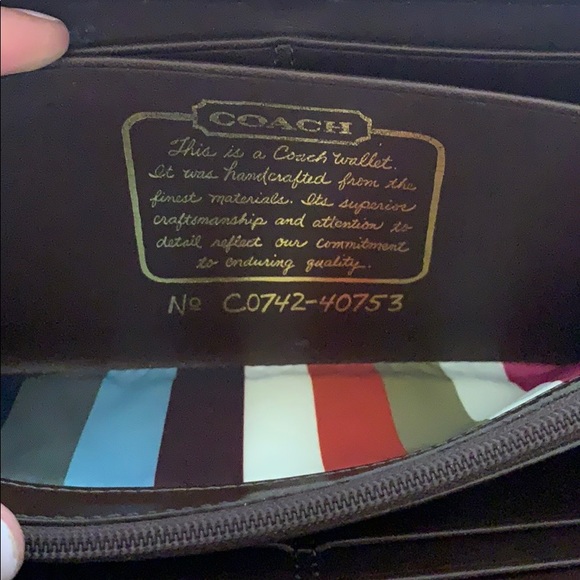 COACH
This is a Coach wallet.
It was handcrafted from the
finest materials. Its superior
craftsmanship and attention to
detail reflect our commitment
to enduring quality.
No C0742-40753